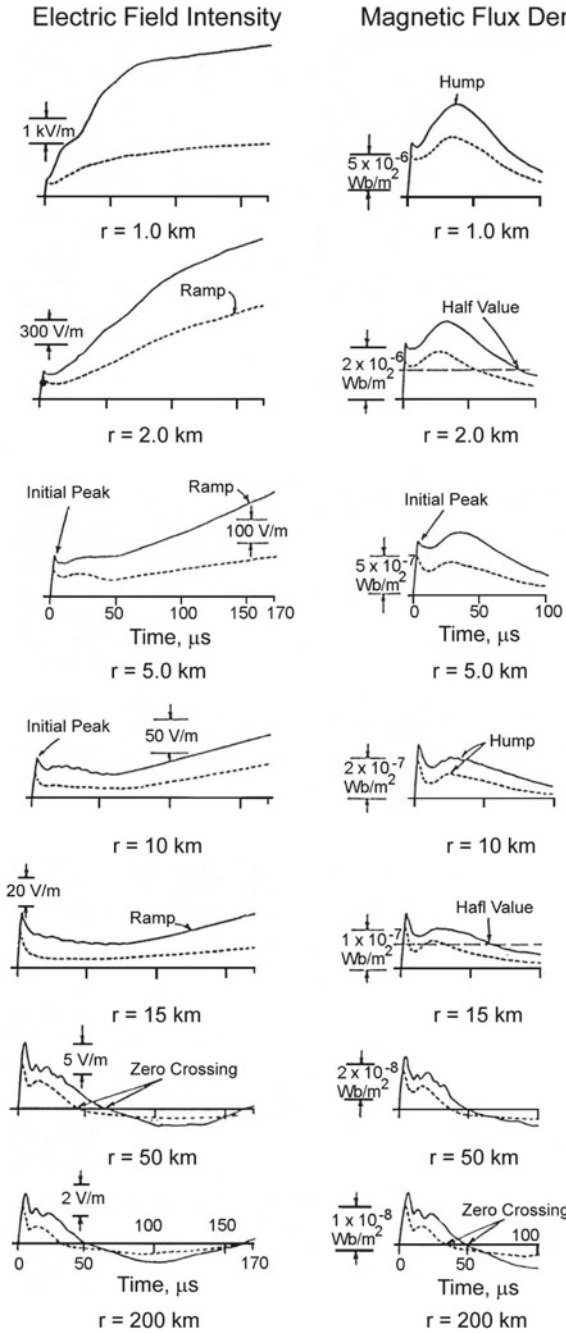 Electric Field Intensity
1 kV/m
r = 1.0 km
Ramp
300 V/m
r = 2.0 km
Initial Peak
Ramp
100 V/m
0 50 100 150 170
Time, μs
r = 5.0 km
Initial Peak
50 V/m
r = 10 km
20 V/m
Ramp
r = 15 km
5 V/m
Zero Crossing
r = 50 km
2 V/m
100 150
0 50 170
Time, μs
r = 200 km
Magnetic Flux Den
Hump
5 x 10-6
Wb/m2
r = 1.0 km
Half Value
2 x 10-6
Wb/m2
r = 2.0 km
Initial Peak
5 x 10-7
Wb/m2
0 50 100
Time, μs
r = 5.0 km
Hump
2 x 10-7
Wb/m2
r = 10 km
Hafl Value
1 x 10-7
Wb/m2
r = 15 km
2 x 10-8
Wb/m2
r = 50 km
Zero Crossing
1 x 10-8
Wb/m2
100
0 50
Time, μs
r = 200 km